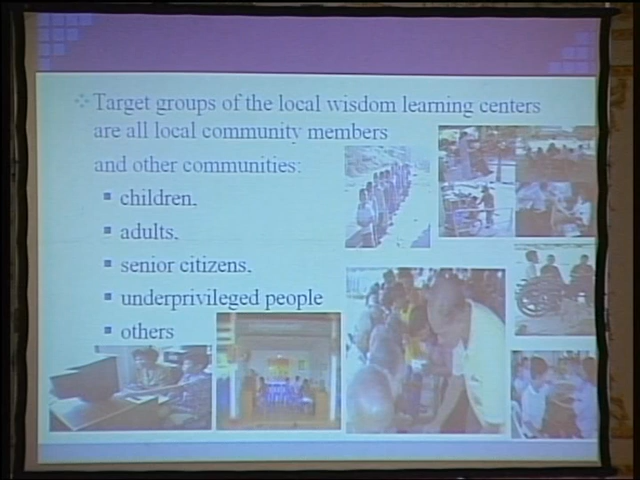 Target groups of the local wisdom learning centers
are all local community members
and other communities:
children,
adults,
senior citizens,
underprivileged people
others